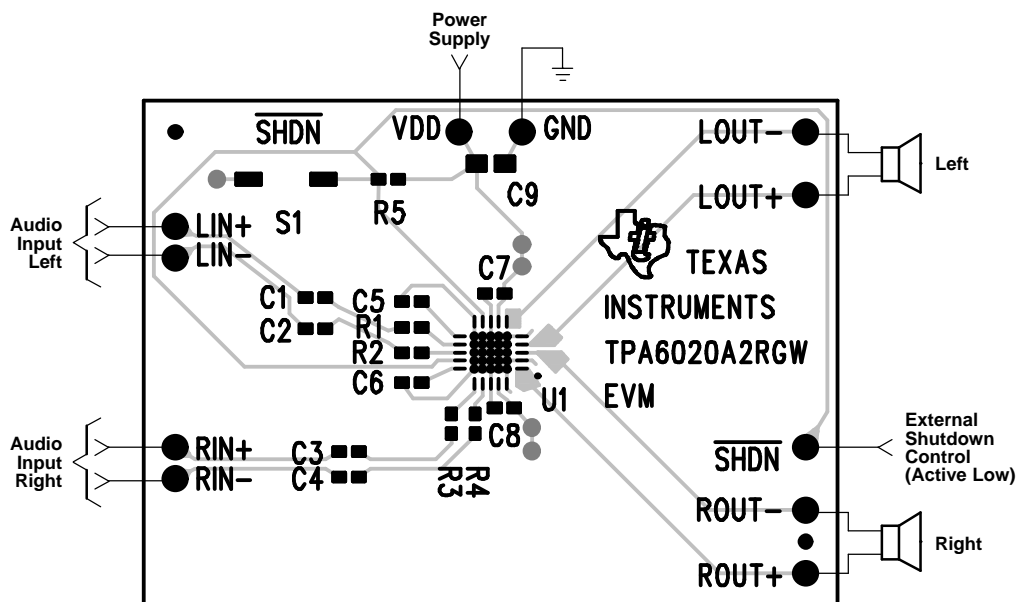 Power
Supply
SHDN
VDD
GND
LOUT-
Left
C9
R5
LOUT+
Audio
Input
Left
LIN+
S1
LIN-
TEXAS
C7
C1
C5
INSTRUMENTS
C2
R1
R2
TPA6020A2RGW
C6
U1
EVM
Audio
Input
Right
RIN+
C3
C8
SHDN
External
Shutdown
Control
(Active Low)
RIN-
C4
R3
R4
ROUT-
Right
ROUT+